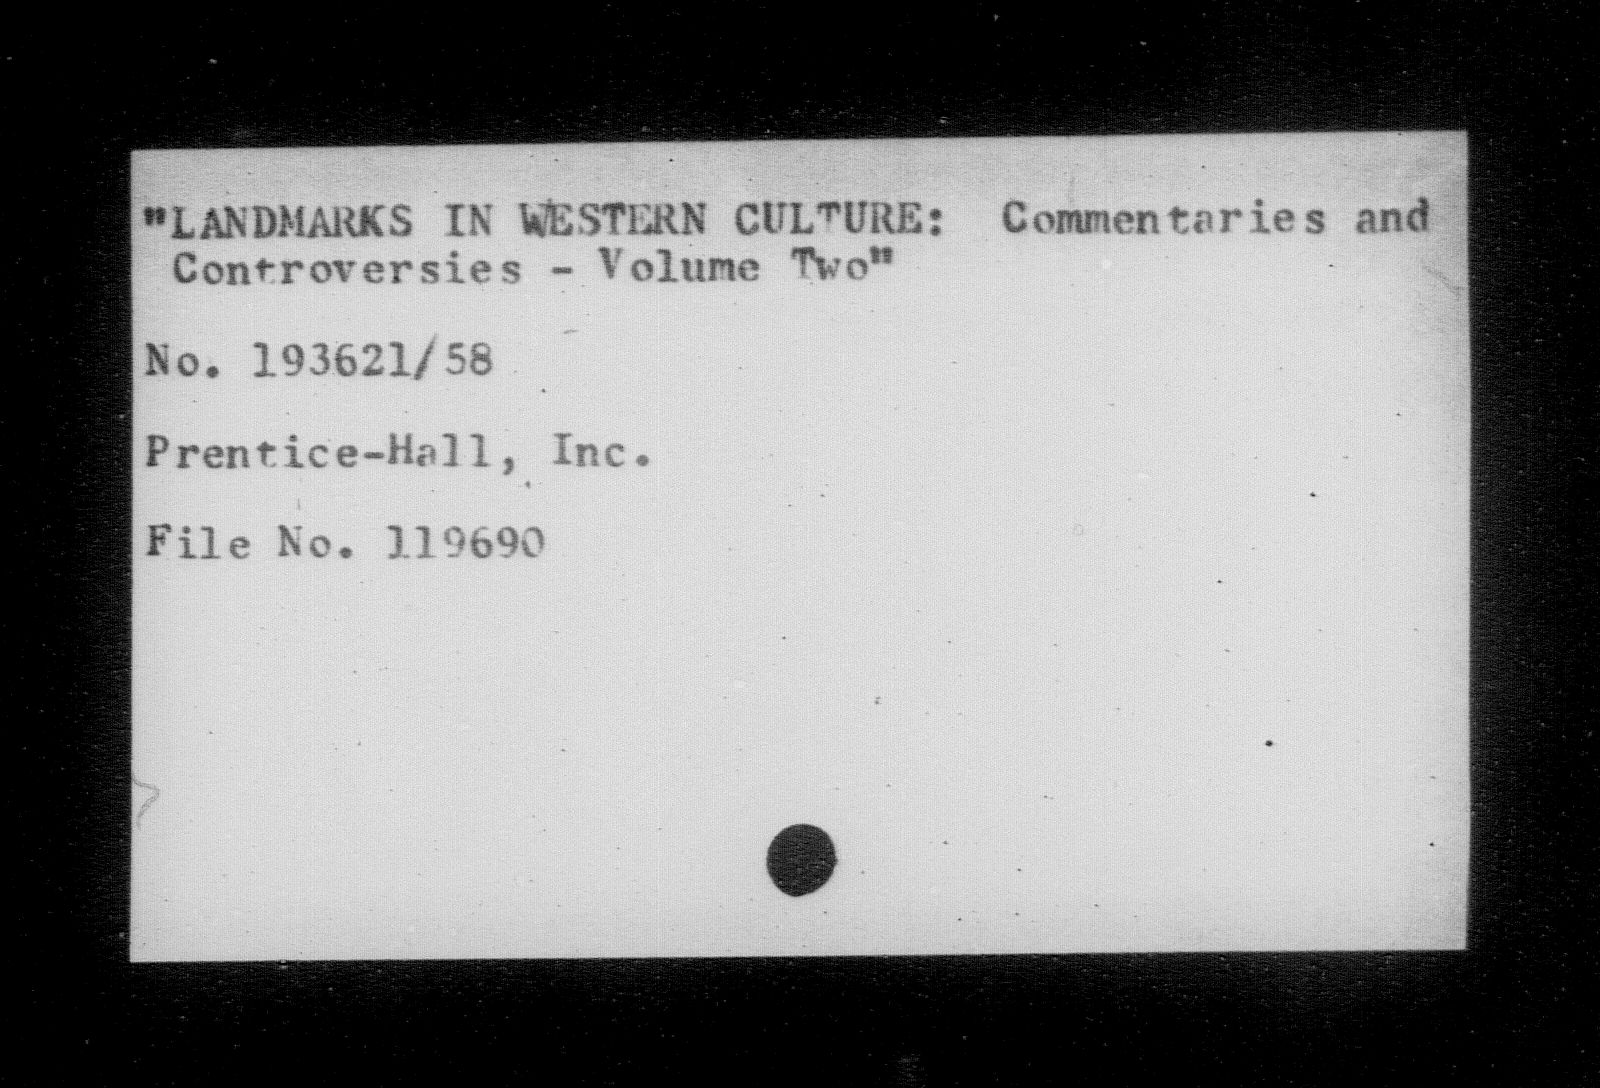 "LANDMARKS IN WESTERN CULTURE:  Commentaries and
Controversies - Volume Two"
No. 193621/58
Prentice-Hall, Inc.
File No. 119690